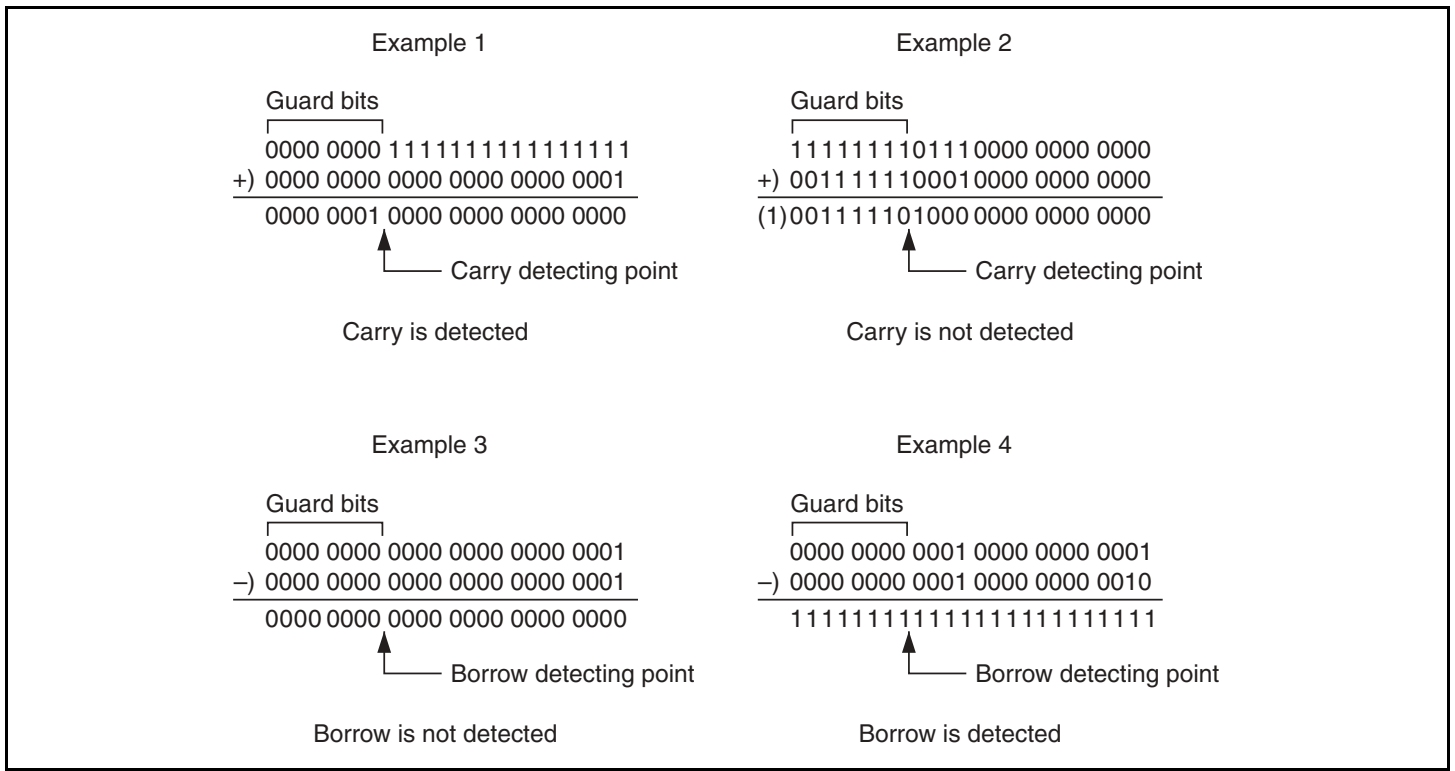 Example 1
Guard bits
0000 0000 1111111111111111
+) 0000 0000 0000 0000 0000 0001
0000 0001 0000 0000 0000 0000
Carry detecting point
Carry is detected
Example 2
Guard bits
111111110111 0000 0000 0000
+) 001111110001 0000 0000 0000
(1) 001111101000 0000 0000 0000
Carry detecting point
Carry is not detected
Example 3
Guard bits
0000 0000 0000 0000 0000 0001
–) 0000 0000 0000 0000 0000 0001
0000 0000 0000 0000 0000 0000
Borrow detecting point
Borrow is not detected
Example 4
Guard bits
0000 0000 0001 0000 0000 0001
–) 0000 0000 0001 0000 0000 0010
111111111111111111111111
Borrow detecting point
Borrow is detected